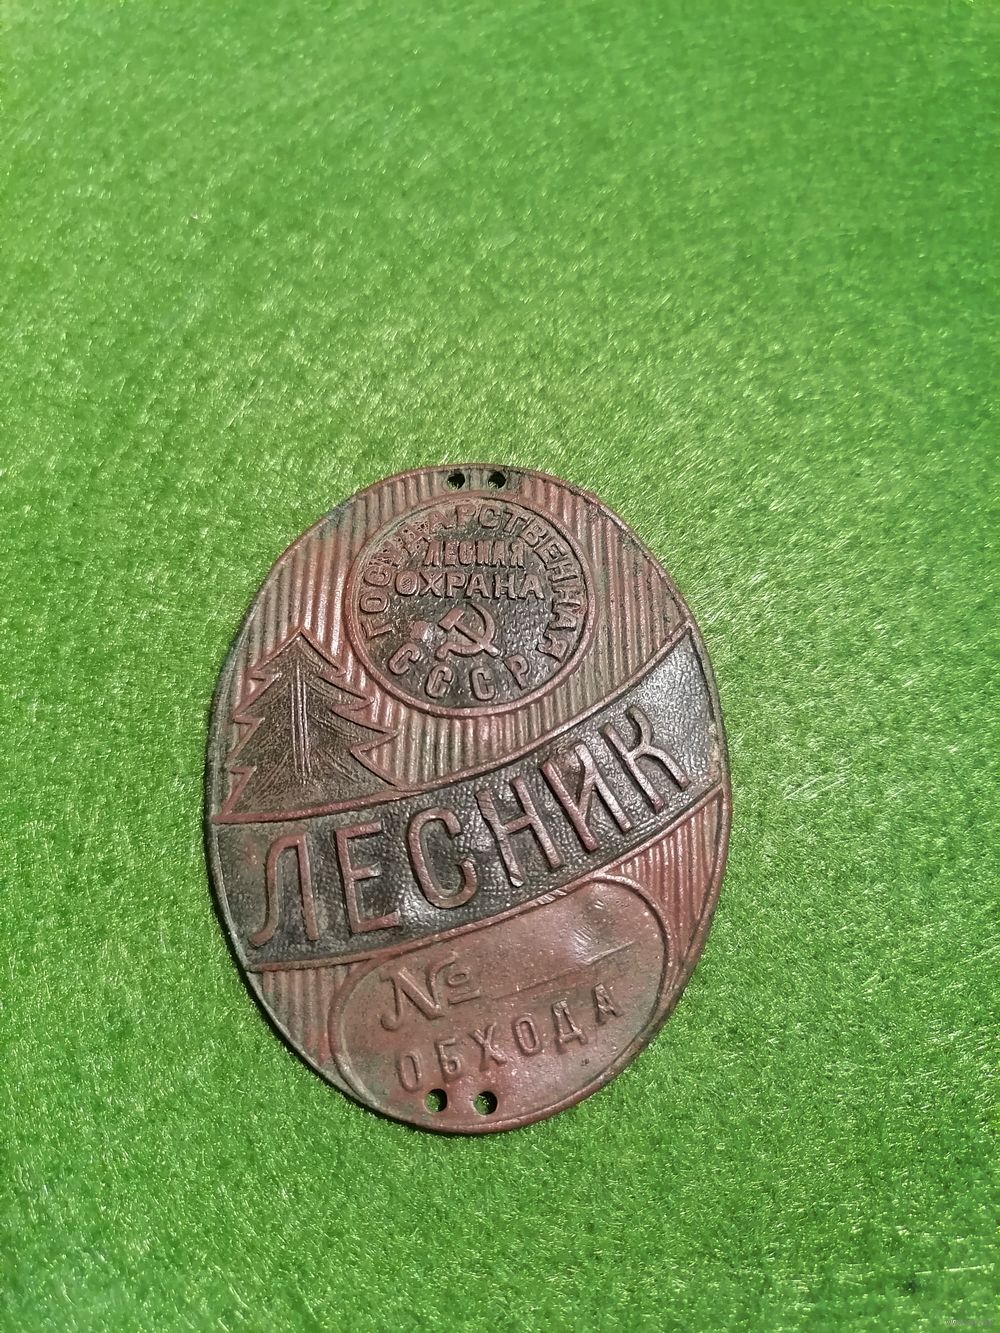 ГОСУДАРСТВЕННАЯ
ЛЕСНАЯ
ОХРАНА
СССР
ЛЕСНИК
№
ОБХОДА